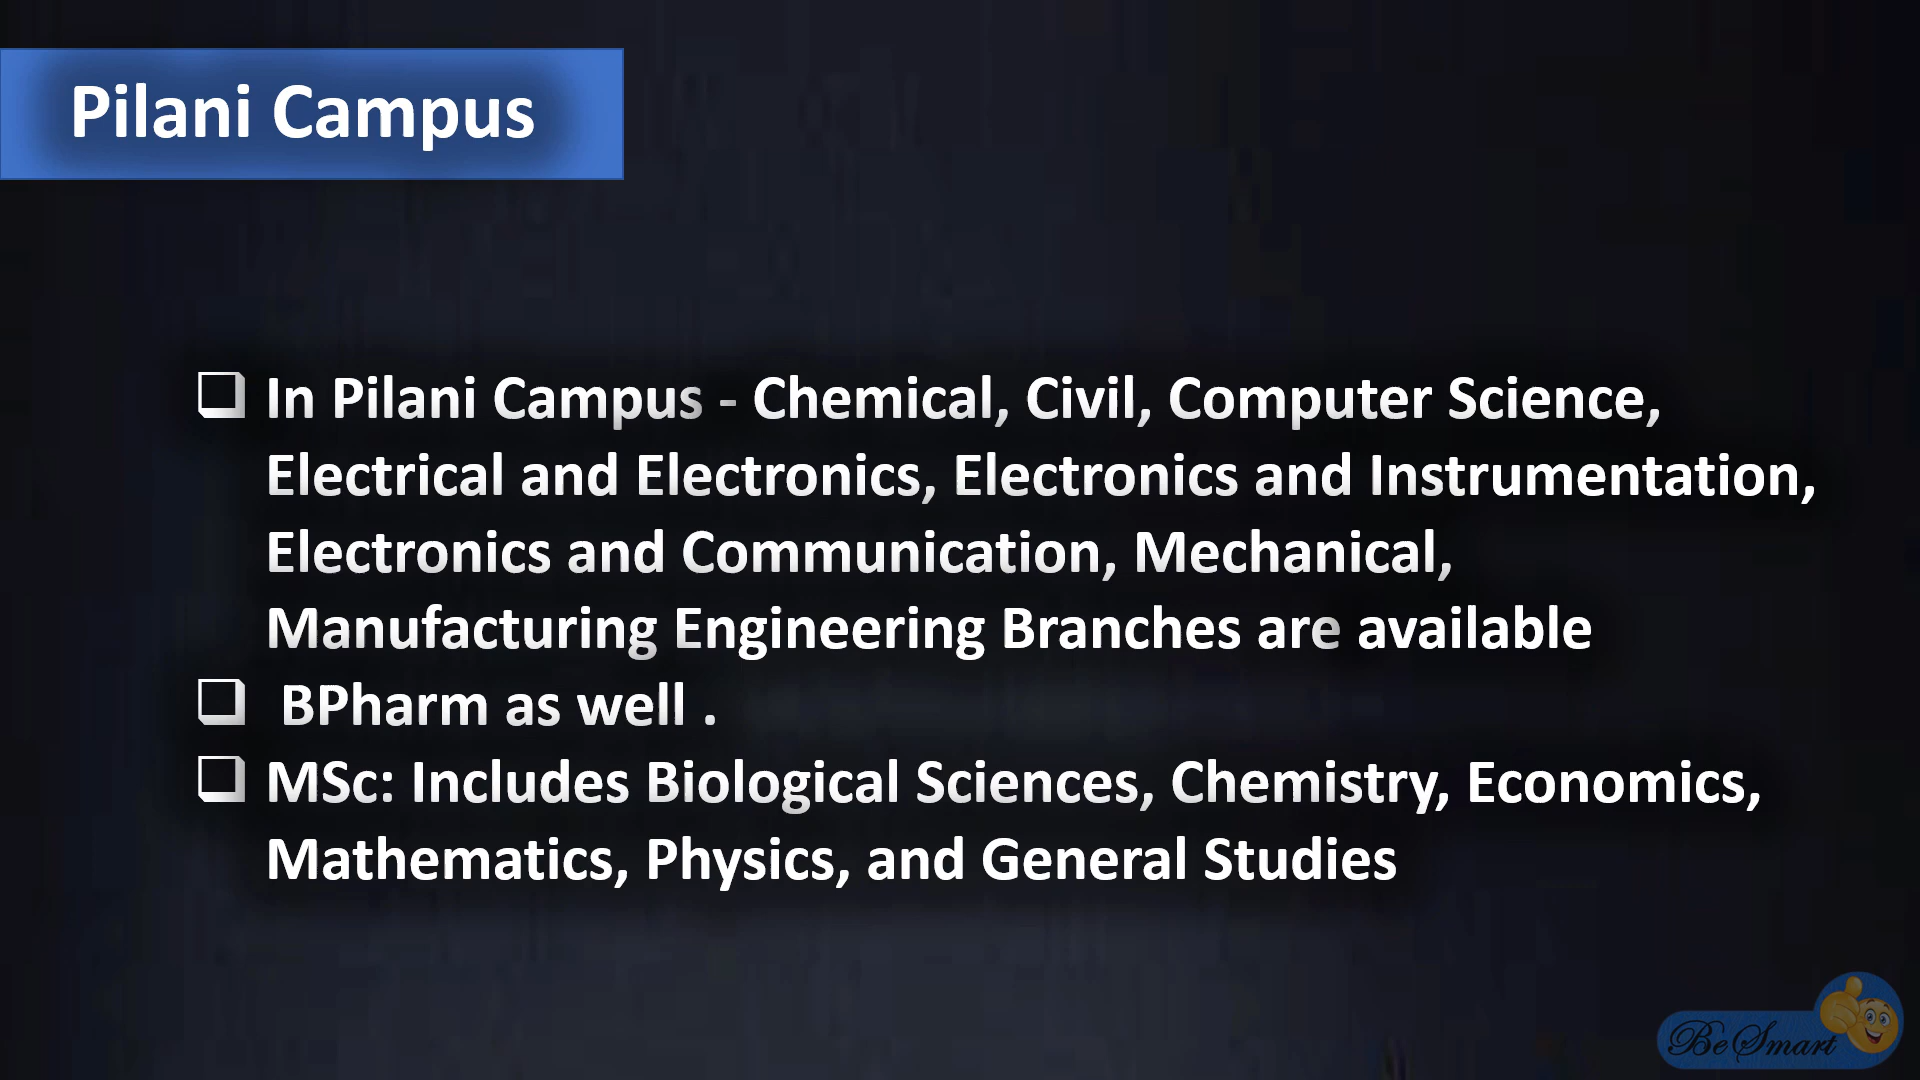 Pilani Campus
❑ In Pilani Campus - Chemical, Civil, Computer Science,
Electrical and Electronics, Electronics and Instrumentation,
Electronics and Communication, Mechanical,
Manufacturing Engineering Branches are available
❑ BPharm as well .
❑ MSc: Includes Biological Sciences, Chemistry, Economics,
Mathematics, Physics, and General Studies
Be Smart